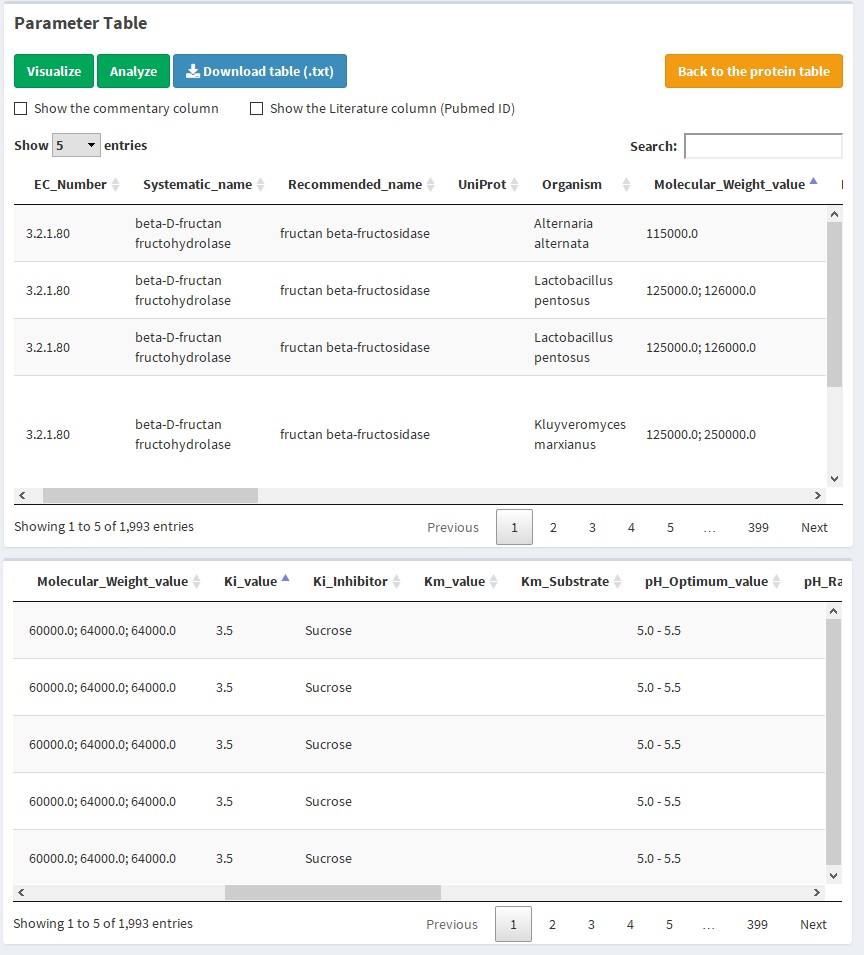 Parameter Table
Visualize Analyze Download table (.txt) Back to the protein table
Show the commentary column Show the Literature column (Pubmed ID)
Show 5 entries Search:
EC_Number Systematic_name Recommended_name UniProt Organism Molecular_Weight_value
3.2.1.80 beta-D-fructan fructohydrolase fructan beta-fructosidase Alternaria alternata 115000.0
3.2.1.80 beta-D-fructan fructohydrolase fructan beta-fructosidase Lactobacillus pentosus 125000.0; 126000.0
3.2.1.80 beta-D-fructan fructohydrolase fructan beta-fructosidase Lactobacillus pentosus 125000.0; 126000.0
3.2.1.80 beta-D-fructan fructohydrolase fructan beta-fructosidase Kluyveromyces marxianus 125000.0; 250000.0
Showing 1 to 5 of 1,993 entries Previous 1 2 3 4 5 … 399 Next
Molecular_Weight_value Ki_value Ki_Inhibitor Km_value Km_Substrate pH_Optimum_value pH_Ra
60000.0; 64000.0; 64000.0 3.5 Sucrose 5.0 - 5.5
60000.0; 64000.0; 64000.0 3.5 Sucrose 5.0 - 5.5
60000.0; 64000.0; 64000.0 3.5 Sucrose 5.0 - 5.5
60000.0; 64000.0; 64000.0 3.5 Sucrose 5.0 - 5.5
60000.0; 64000.0; 64000.0 3.5 Sucrose 5.0 - 5.5
Showing 1 to 5 of 1,993 entries Previous 1 2 3 4 5 … 399 Next